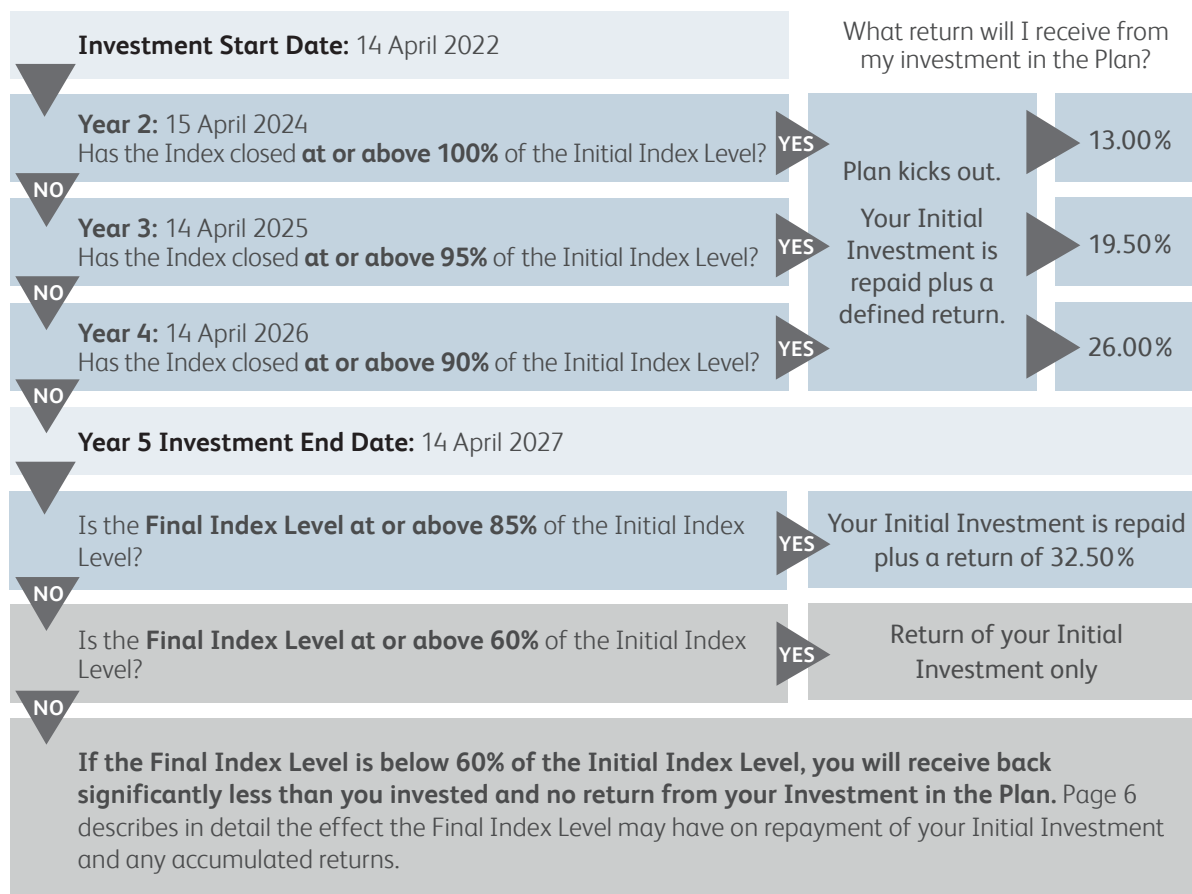 Investment Start Date: 14 April 2022
What return will I receive from
my investment in the Plan?
Year 2: 15 April 2024
Has the Index closed at or above 100% of the Initial Index Level?
YES
13.00%
NO
Plan kicks out.
Your Initial
Investment is
repaid plus a
defined return.
Year 3: 14 April 2025
Has the Index closed at or above 95% of the Initial Index Level?
YES
19.50%
NO
Year 4: 14 April 2026
Has the Index closed at or above 90% of the Initial Index Level?
YES
26.00%
NO
Year 5 Investment End Date: 14 April 2027
Is the Final Index Level at or above 85% of the Initial Index
Level?
YES
Your Initial Investment is repaid
plus a return of 32.50%
NO
Is the Final Index Level at or above 60% of the Initial Index
Level?
YES
Return of your Initial
Investment only
NO
If the Final Index Level is below 60% of the Initial Index Level, you will receive back
significantly less than you invested and no return from your Investment in the Plan. Page 6
describes in detail the effect the Final Index Level may have on repayment of your Initial Investment
and any accumulated returns.